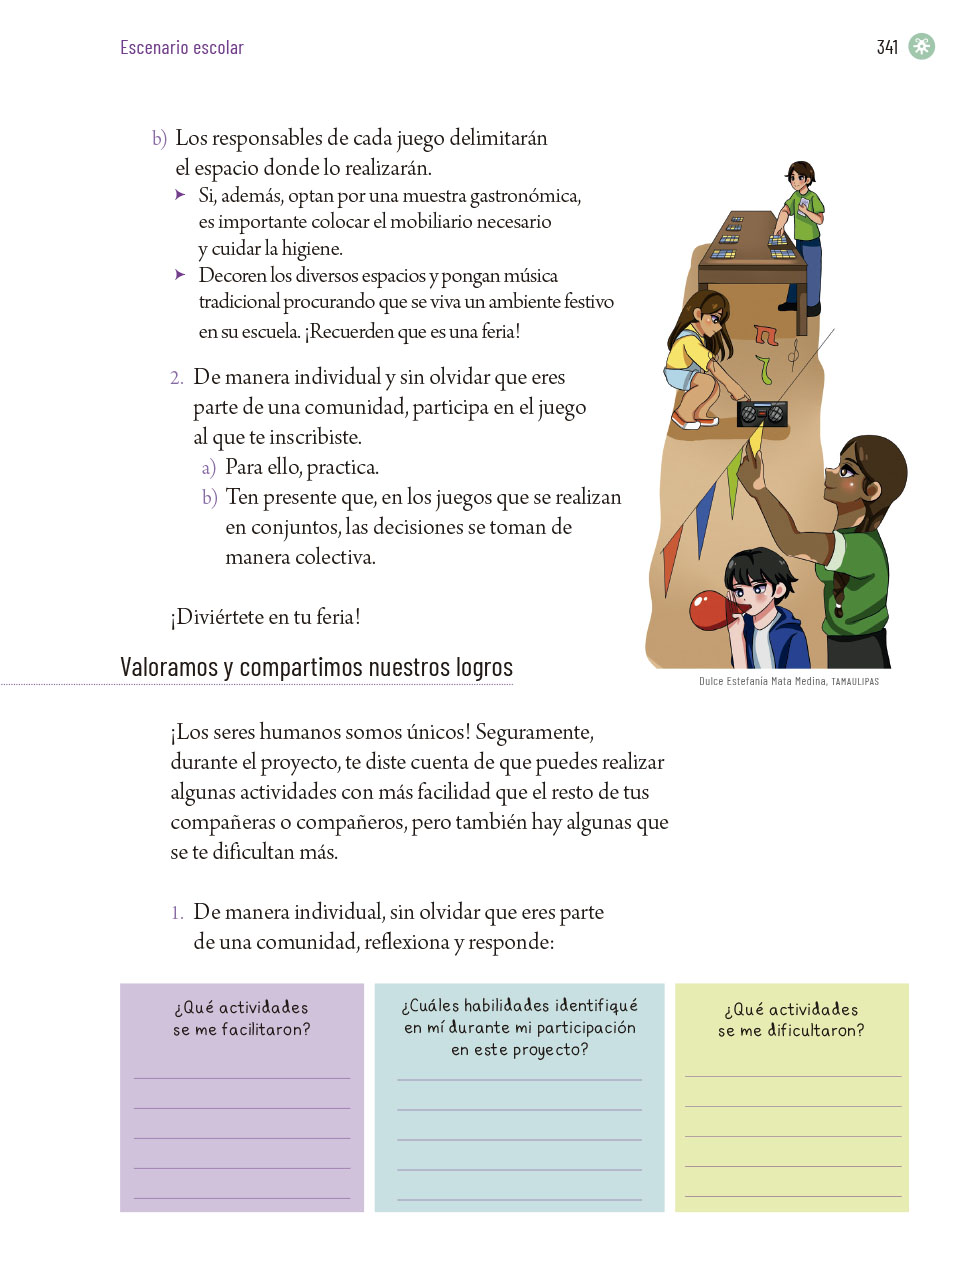 Escenario escolar
341
b) Los responsables de cada juego delimitarán
el espacio donde lo realizarán.
➤ Si, además, optan por una muestra gastronómica,
es importante colocar el mobiliario necesario
y cuidar la higiene.
➤ Decoren los diversos espacios y pongan música
tradicional procurando que se viva un ambiente festivo
en su escuela. ¡Recuerden que es una feria!
2. De manera individual y sin olvidar que eres
parte de una comunidad, participa en el juego
al que te inscribiste.
a) Para ello, practica.
b) Ten presente que, en los juegos que se realizan
en conjuntos, las decisiones se toman de
manera colectiva.
¡Diviértete en tu feria!
Dulce Estefanía Mata Medina, TAMAULIPAS
Valoramos y compartimos nuestros logros
¡Los seres humanos somos únicos! Seguramente,
durante el proyecto, te diste cuenta de que puedes realizar
algunas actividades con más facilidad que el resto de tus
compañeras o compañeros, pero también hay algunas que
se te dificultan más.
1. De manera individual, sin olvidar que eres parte
de una comunidad, reflexiona y responde:
¿Qué actividades
se me facilitaron?
¿Cuáles habilidades identifiqué
en mí durante mi participación
en este proyecto?
¿Qué actividades
se me dificultaron?